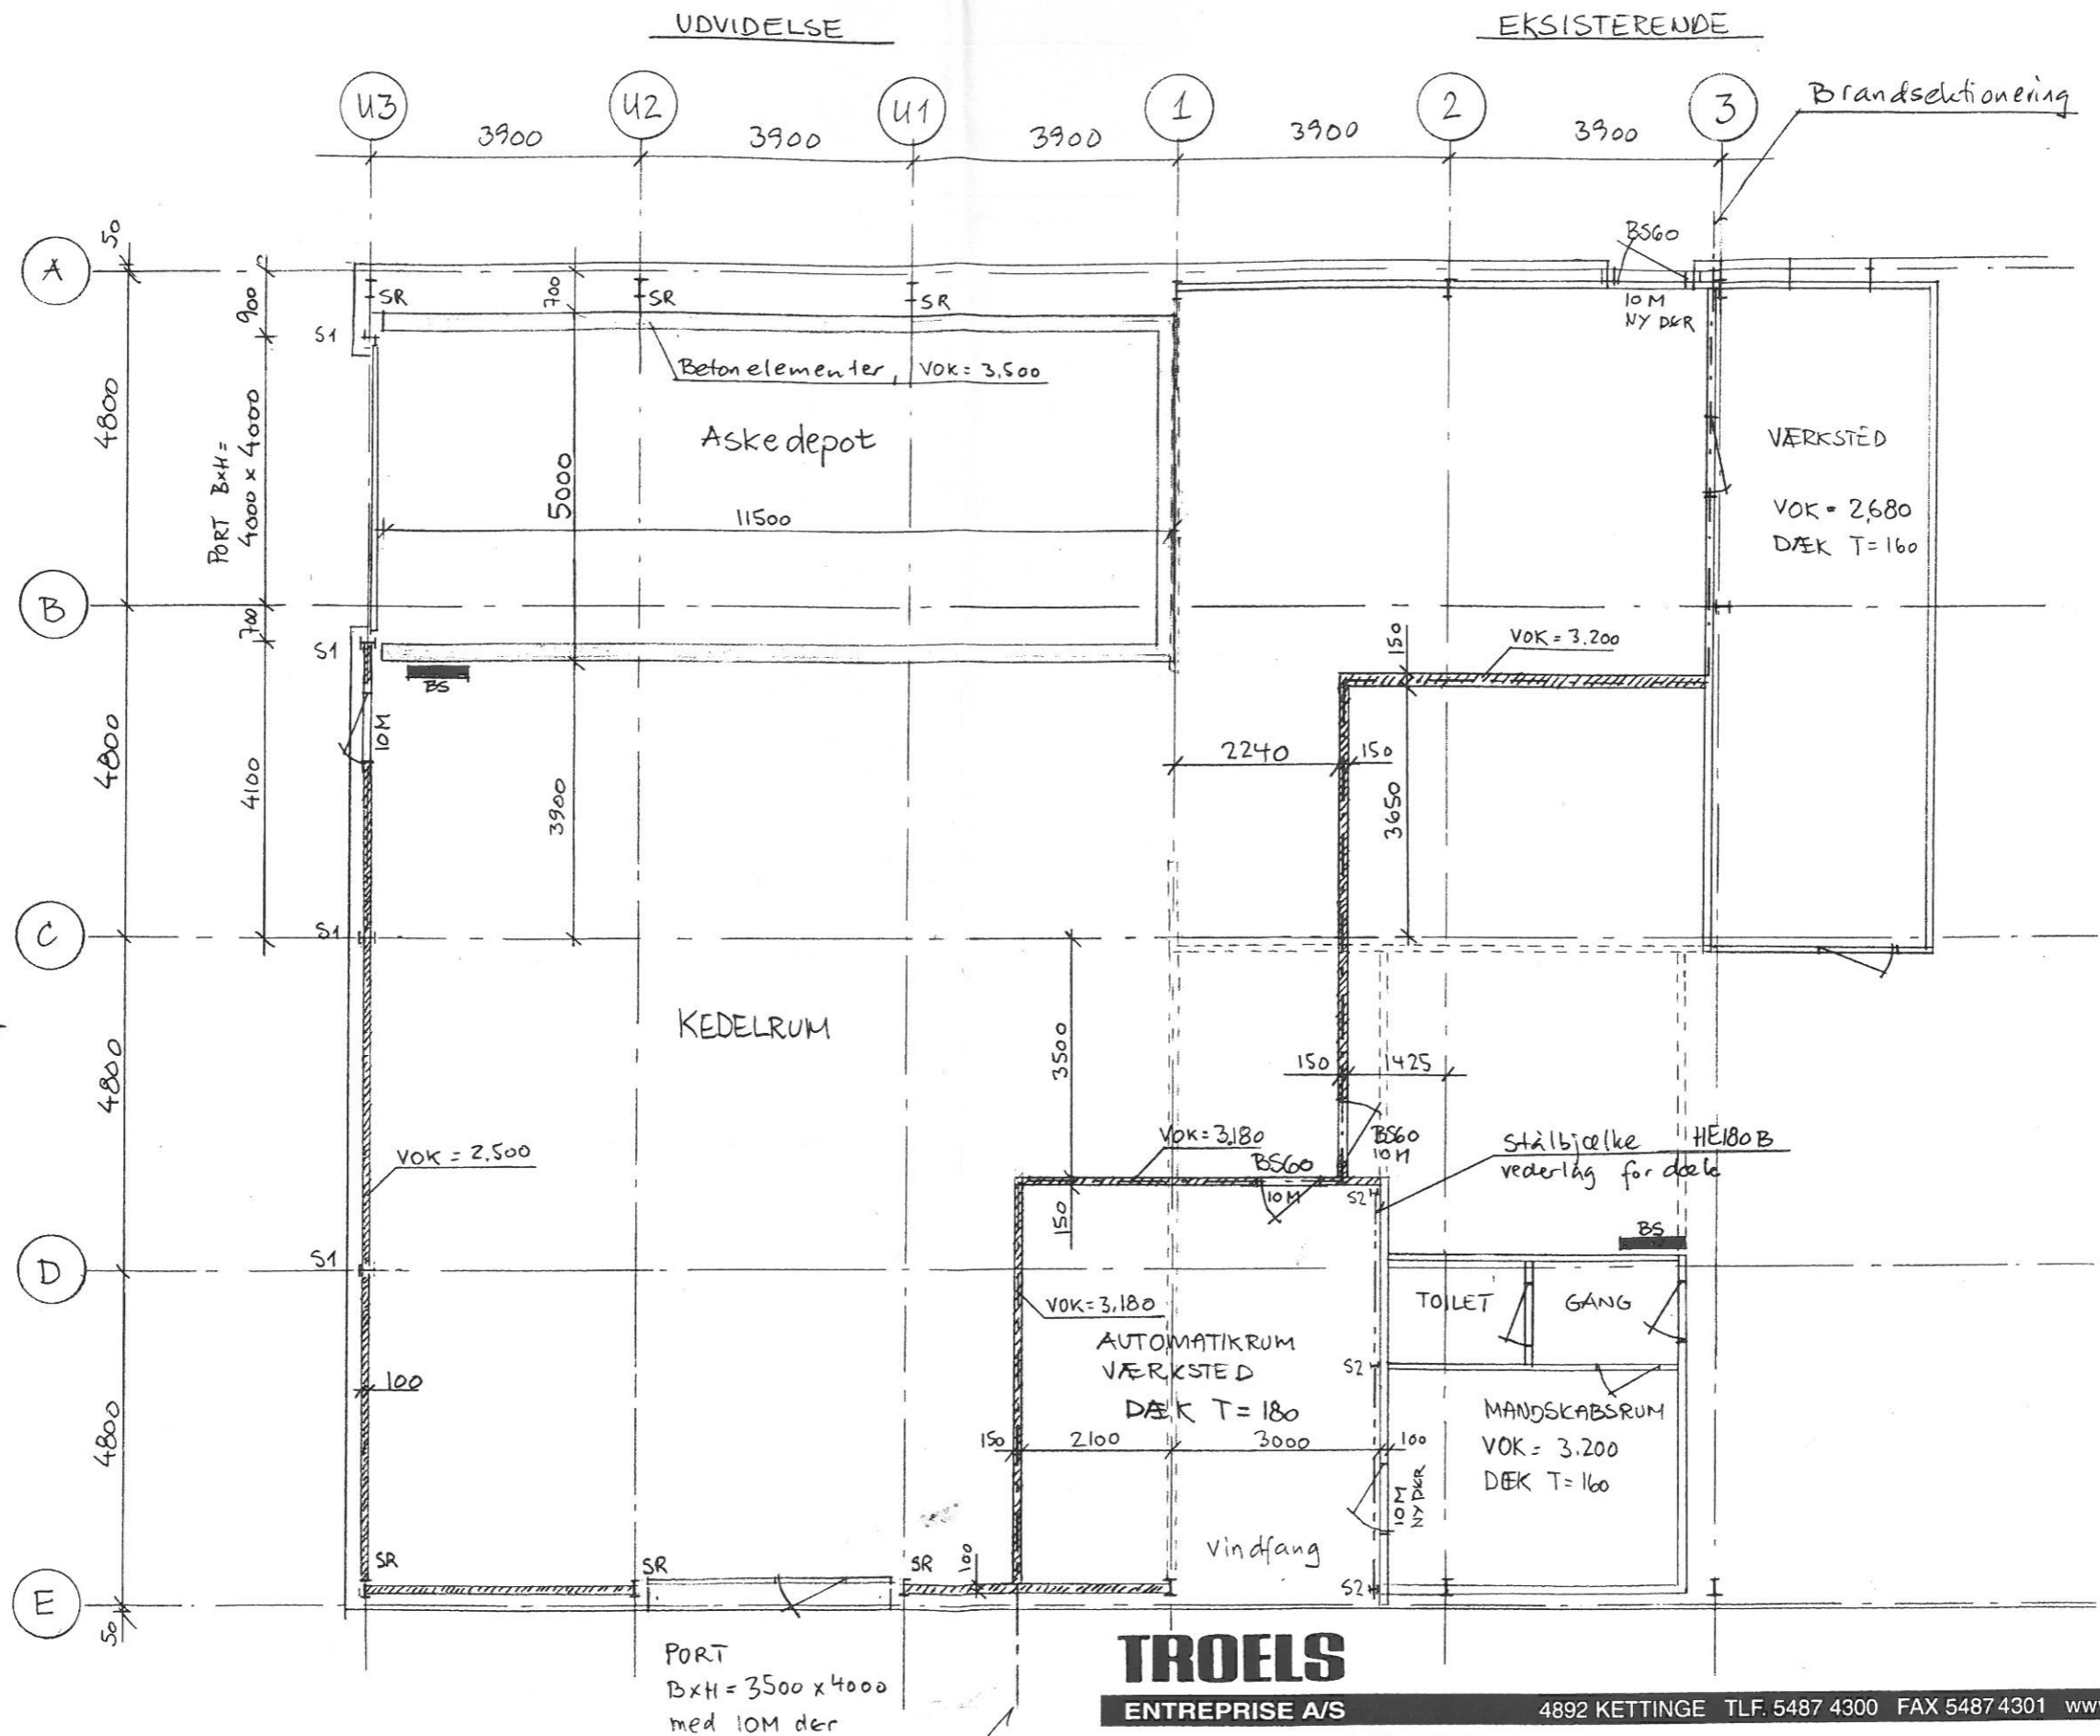 UDVIDELSE
EKSISTERENDE
U3
U2
U1
1
2
3
Brandsektionering
3900
3900
3900
3900
3900
A
B
C
D
E
50
4800
4800
4800
4800
50
900
PORT BXH =
4000 x 4000
700
4100
S1
S1
S1
S1
SR
SR
SR
700
BS60
10 M
NY DØR
Betonelementer, VOK = 3.500
Askedepot
5000
11500
VÆRKSTED
VOK = 2,680
DÆK T=160
BS
10M
3900
150
VOK = 3.200
2240
150
3650
KEDELRUM
3500
150
1425
VOK = 2.500
VOK = 3.180
BS60
10M
BS60
10M
150
S2
Stålbjælke HE180B
vederlag for dæk
BS
VOK = 3,180
AUTOMATIKRUM
VÆRKSTED
DÆK T = 180
TOILET
GANG
S2
100
150
2100
3000
100
MANDSKABSRUM
VOK = 3.200
DÆK T= 160
10M
NY DØR
Vindfang
SR
SR
SR
100
S2
PORT
BXH = 3500 x 4000
med 10M dør
TROELS
ENTREPRISE A/S
4892 KETTINGE TLF. 5487 4300 FAX 5487 4301 www